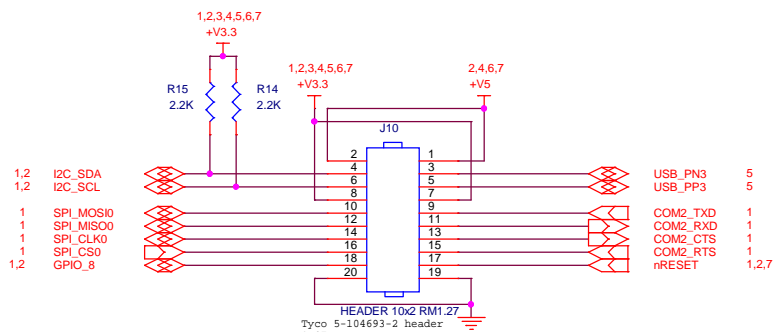 1,2,3,4,5,6,7
+V3.3
1,2,3,4,5,6,7
+V3.3
2,4,6,7
+V5
R15
2.2K
R14
2.2K
J10
2 1
1,2 I2C_SDA 4 3 USB_PN3 5
1,2 I2C_SCL 6 5 USB_PP3 5
8 7
1 SPI_MOSI0 10 9 COM2_TXD 1
1 SPI_MISO0 12 11 COM2_RXD 1
1 SPI_CLK0 14 13 COM2_CTS 1
1 SPI_CS0 16 15 COM2_RTS 1
1,2 GPIO_8 18 17 nRESET 1,2,7
20 19
HEADER 10x2 RM1.27
Tyco 5-104693-2 header